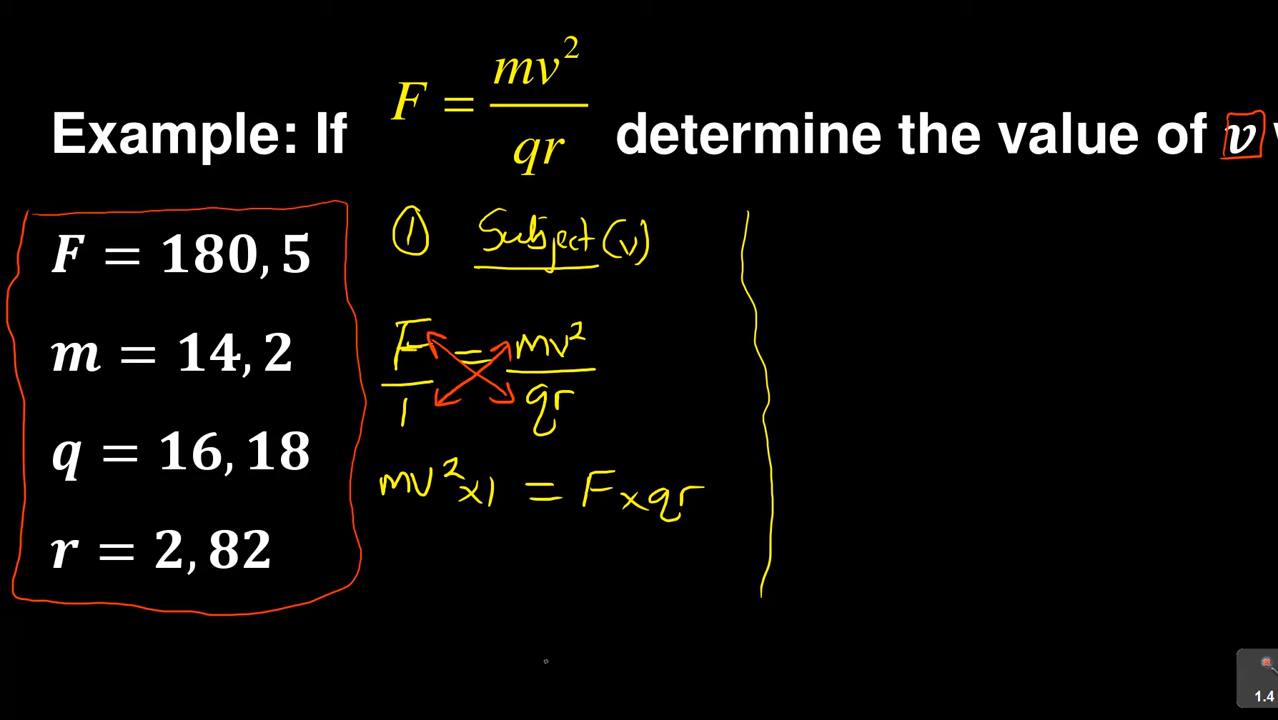 Example: If F = mv²/qr determine the value of v
F = 180,5
m = 14,2
q = 16,18
r = 2,82
① Subject (v)
F/1 = mv²/qr
mv² x1 = F x qr
1.4